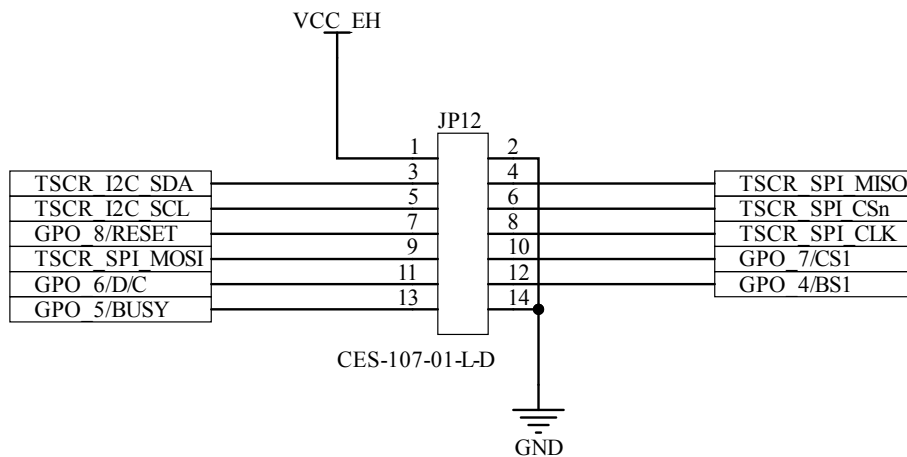 VCC_EH
JP12
1 2
TSCR_I2C_SDA 3 4 TSCR_SPI_MISO
TSCR_I2C_SCL 5 6 TSCR_SPI_CSn
GPO_8/RESET 7 8 TSCR_SPI_CLK
TSCR_SPI_MOSI 9 10 GPO_7/CS1
GPO_6/D/C 11 12 GPO_4/BS1
GPO_5/BUSY 13 14
CES-107-01-L-D
GND